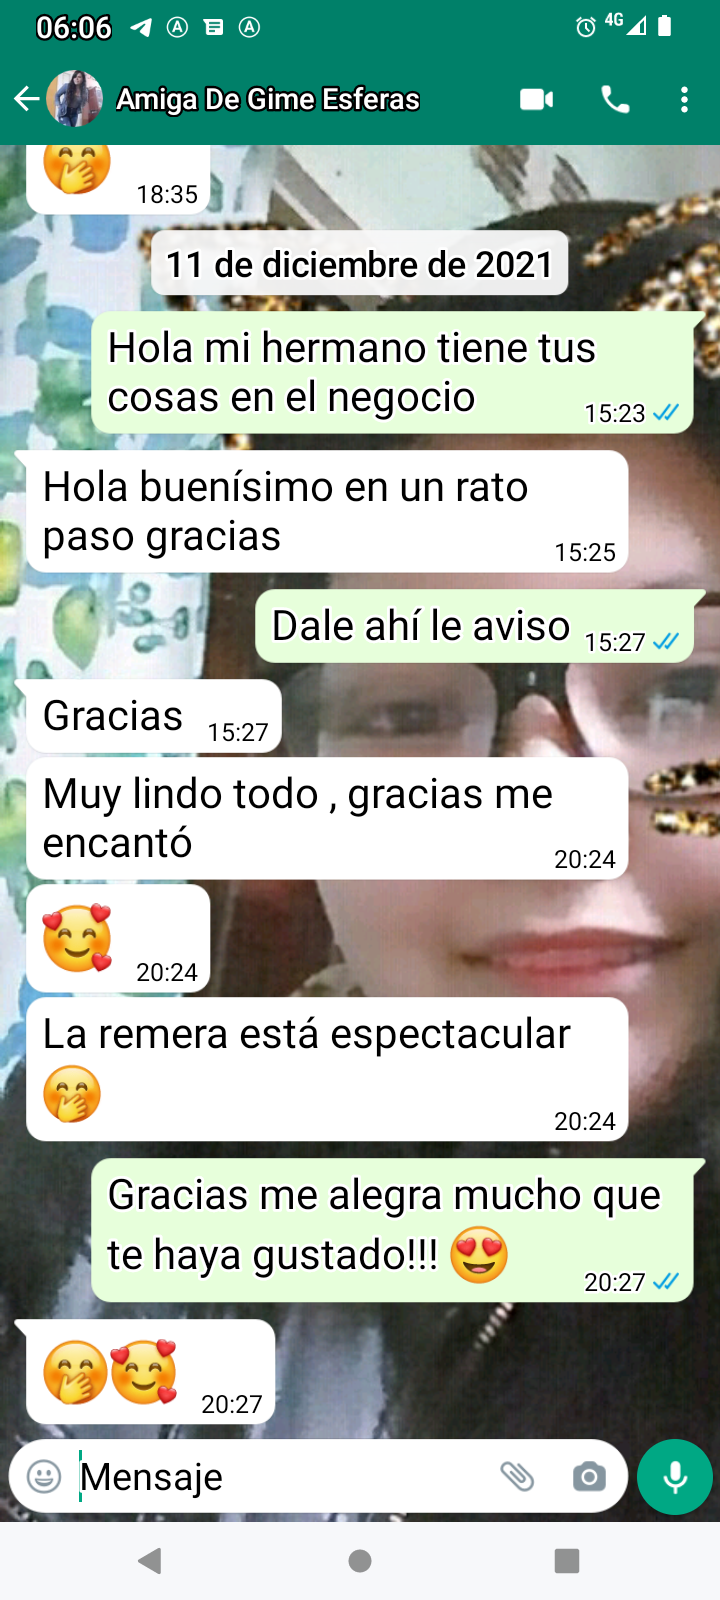 06:06
4G
Amiga De Gime Esferas
18:35
11 de diciembre de 2021
Hola mi hermano tiene tus
cosas en el negocio
15:23
Hola buenísimo en un rato
paso gracias
15:25
Dale ahí le aviso
15:27
Gracias
15:27
Muy lindo todo , gracias me
encantó
20:24
20:24
La remera está espectacular
20:24
Gracias me alegra mucho que
te haya gustado!!!
20:27
20:27
Mensaje